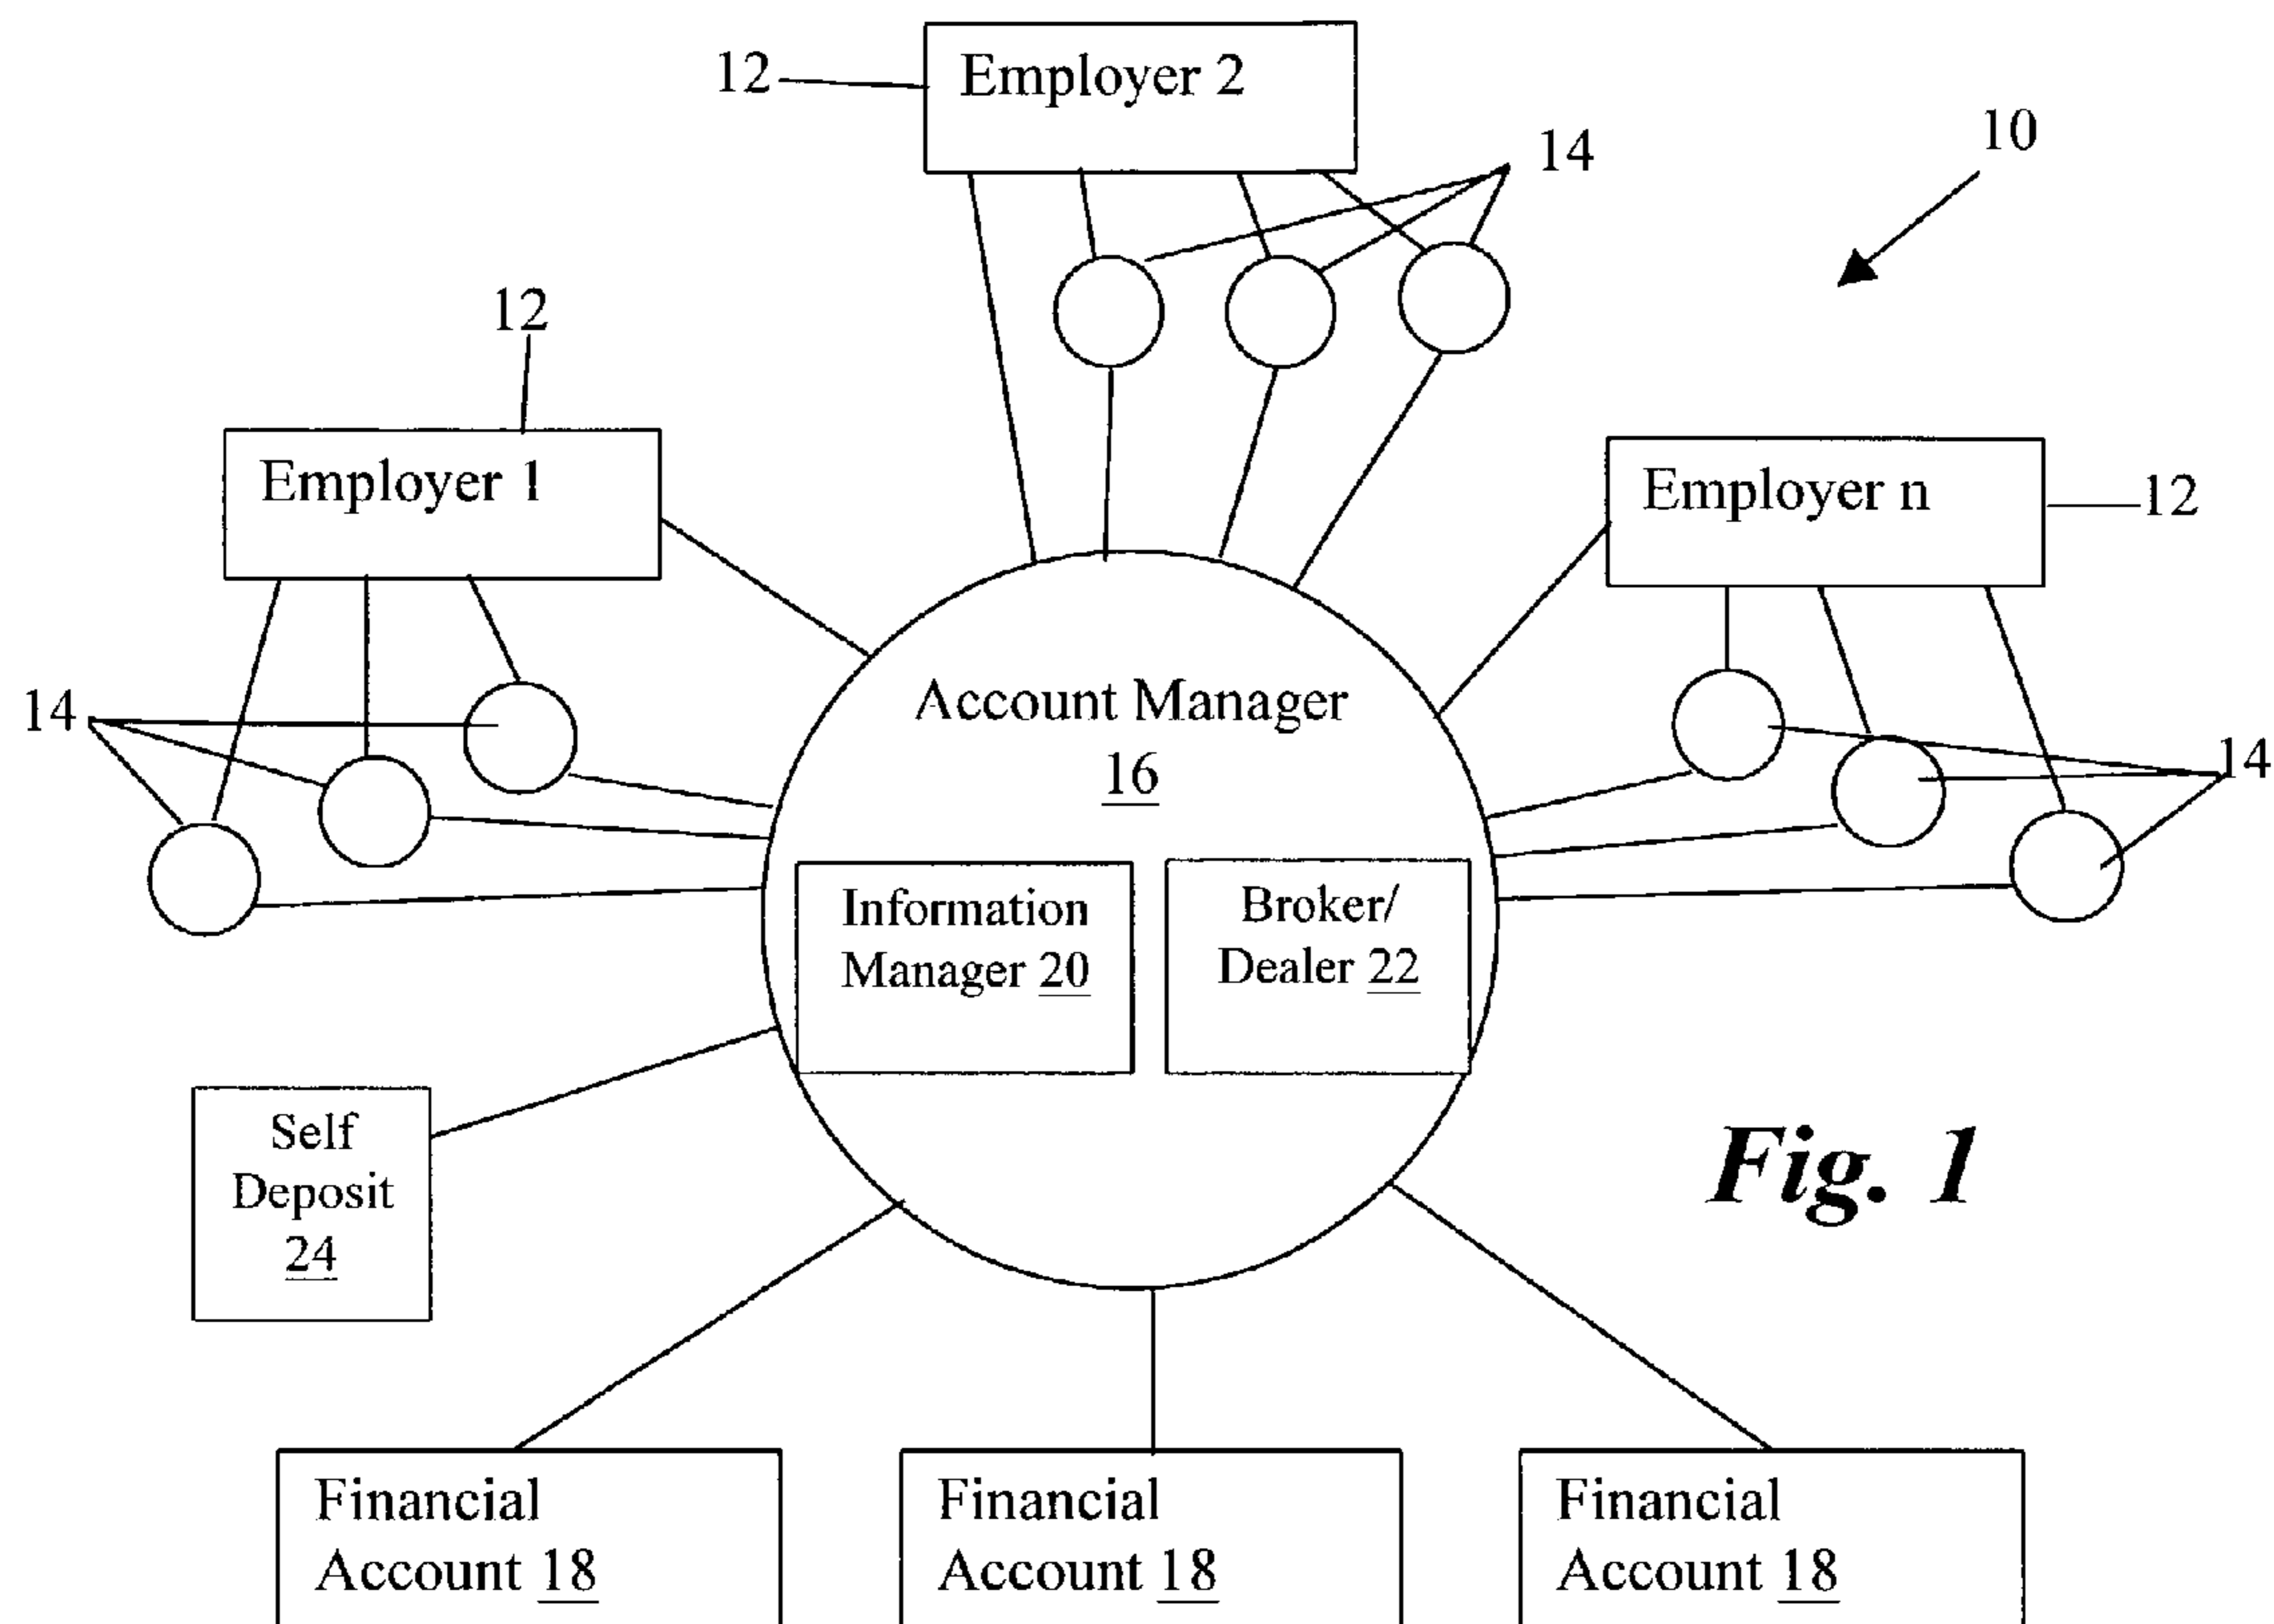 12
Employer 2
14
10
12
Employer 1
Employer n
12
14
Account Manager
16
14
Information
Manager 20
Broker/
Dealer 22
Self
Deposit
24
Fig. 1
Financial
Account 18
Financial
Account 18
Financial
Account 18